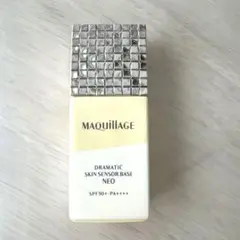 MAQuillAGE
DRAMATIC
SKIN SENSOR BASE
NEO
SPF50+・PA++++